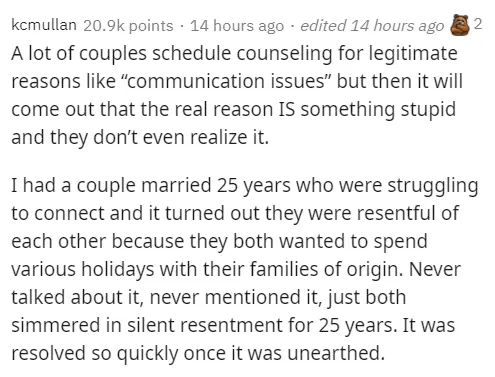 kcmullan 20.9k points · 14 hours ago · edited 14 hours ago 2
A lot of couples schedule counseling for legitimate
reasons like “communication issues” but then it will
come out that the real reason IS something stupid
and they don’t even realize it.
I had a couple married 25 years who were struggling
to connect and it turned out they were resentful of
each other because they both wanted to spend
various holidays with their families of origin. Never
talked about it, never mentioned it, just both
simmered in silent resentment for 25 years. It was
resolved so quickly once it was unearthed.